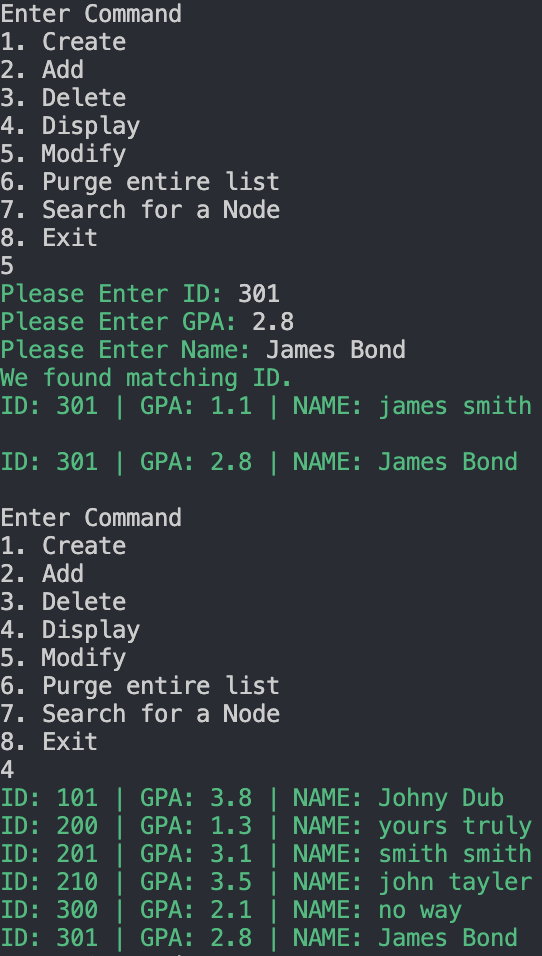 Enter Command
1. Create
2. Add
3. Delete
4. Display
5. Modify
6. Purge entire list
7. Search for a Node
8. Exit
5
Please Enter ID: 301
Please Enter GPA: 2.8
Please Enter Name: James Bond
We found matching ID.
ID: 301 | GPA: 1.1 | NAME: james smith
ID: 301 | GPA: 2.8 | NAME: James Bond
Enter Command
1. Create
2. Add
3. Delete
4. Display
5. Modify
6. Purge entire list
7. Search for a Node
8. Exit
4
ID: 101 | GPA: 3.8 | NAME: Johny Dub
ID: 200 | GPA: 1.3 | NAME: yours truly
ID: 201 | GPA: 3.1 | NAME: smith smith
ID: 210 | GPA: 3.5 | NAME: john tayler
ID: 300 | GPA: 2.1 | NAME: no way
ID: 301 | GPA: 2.8 | NAME: James Bond